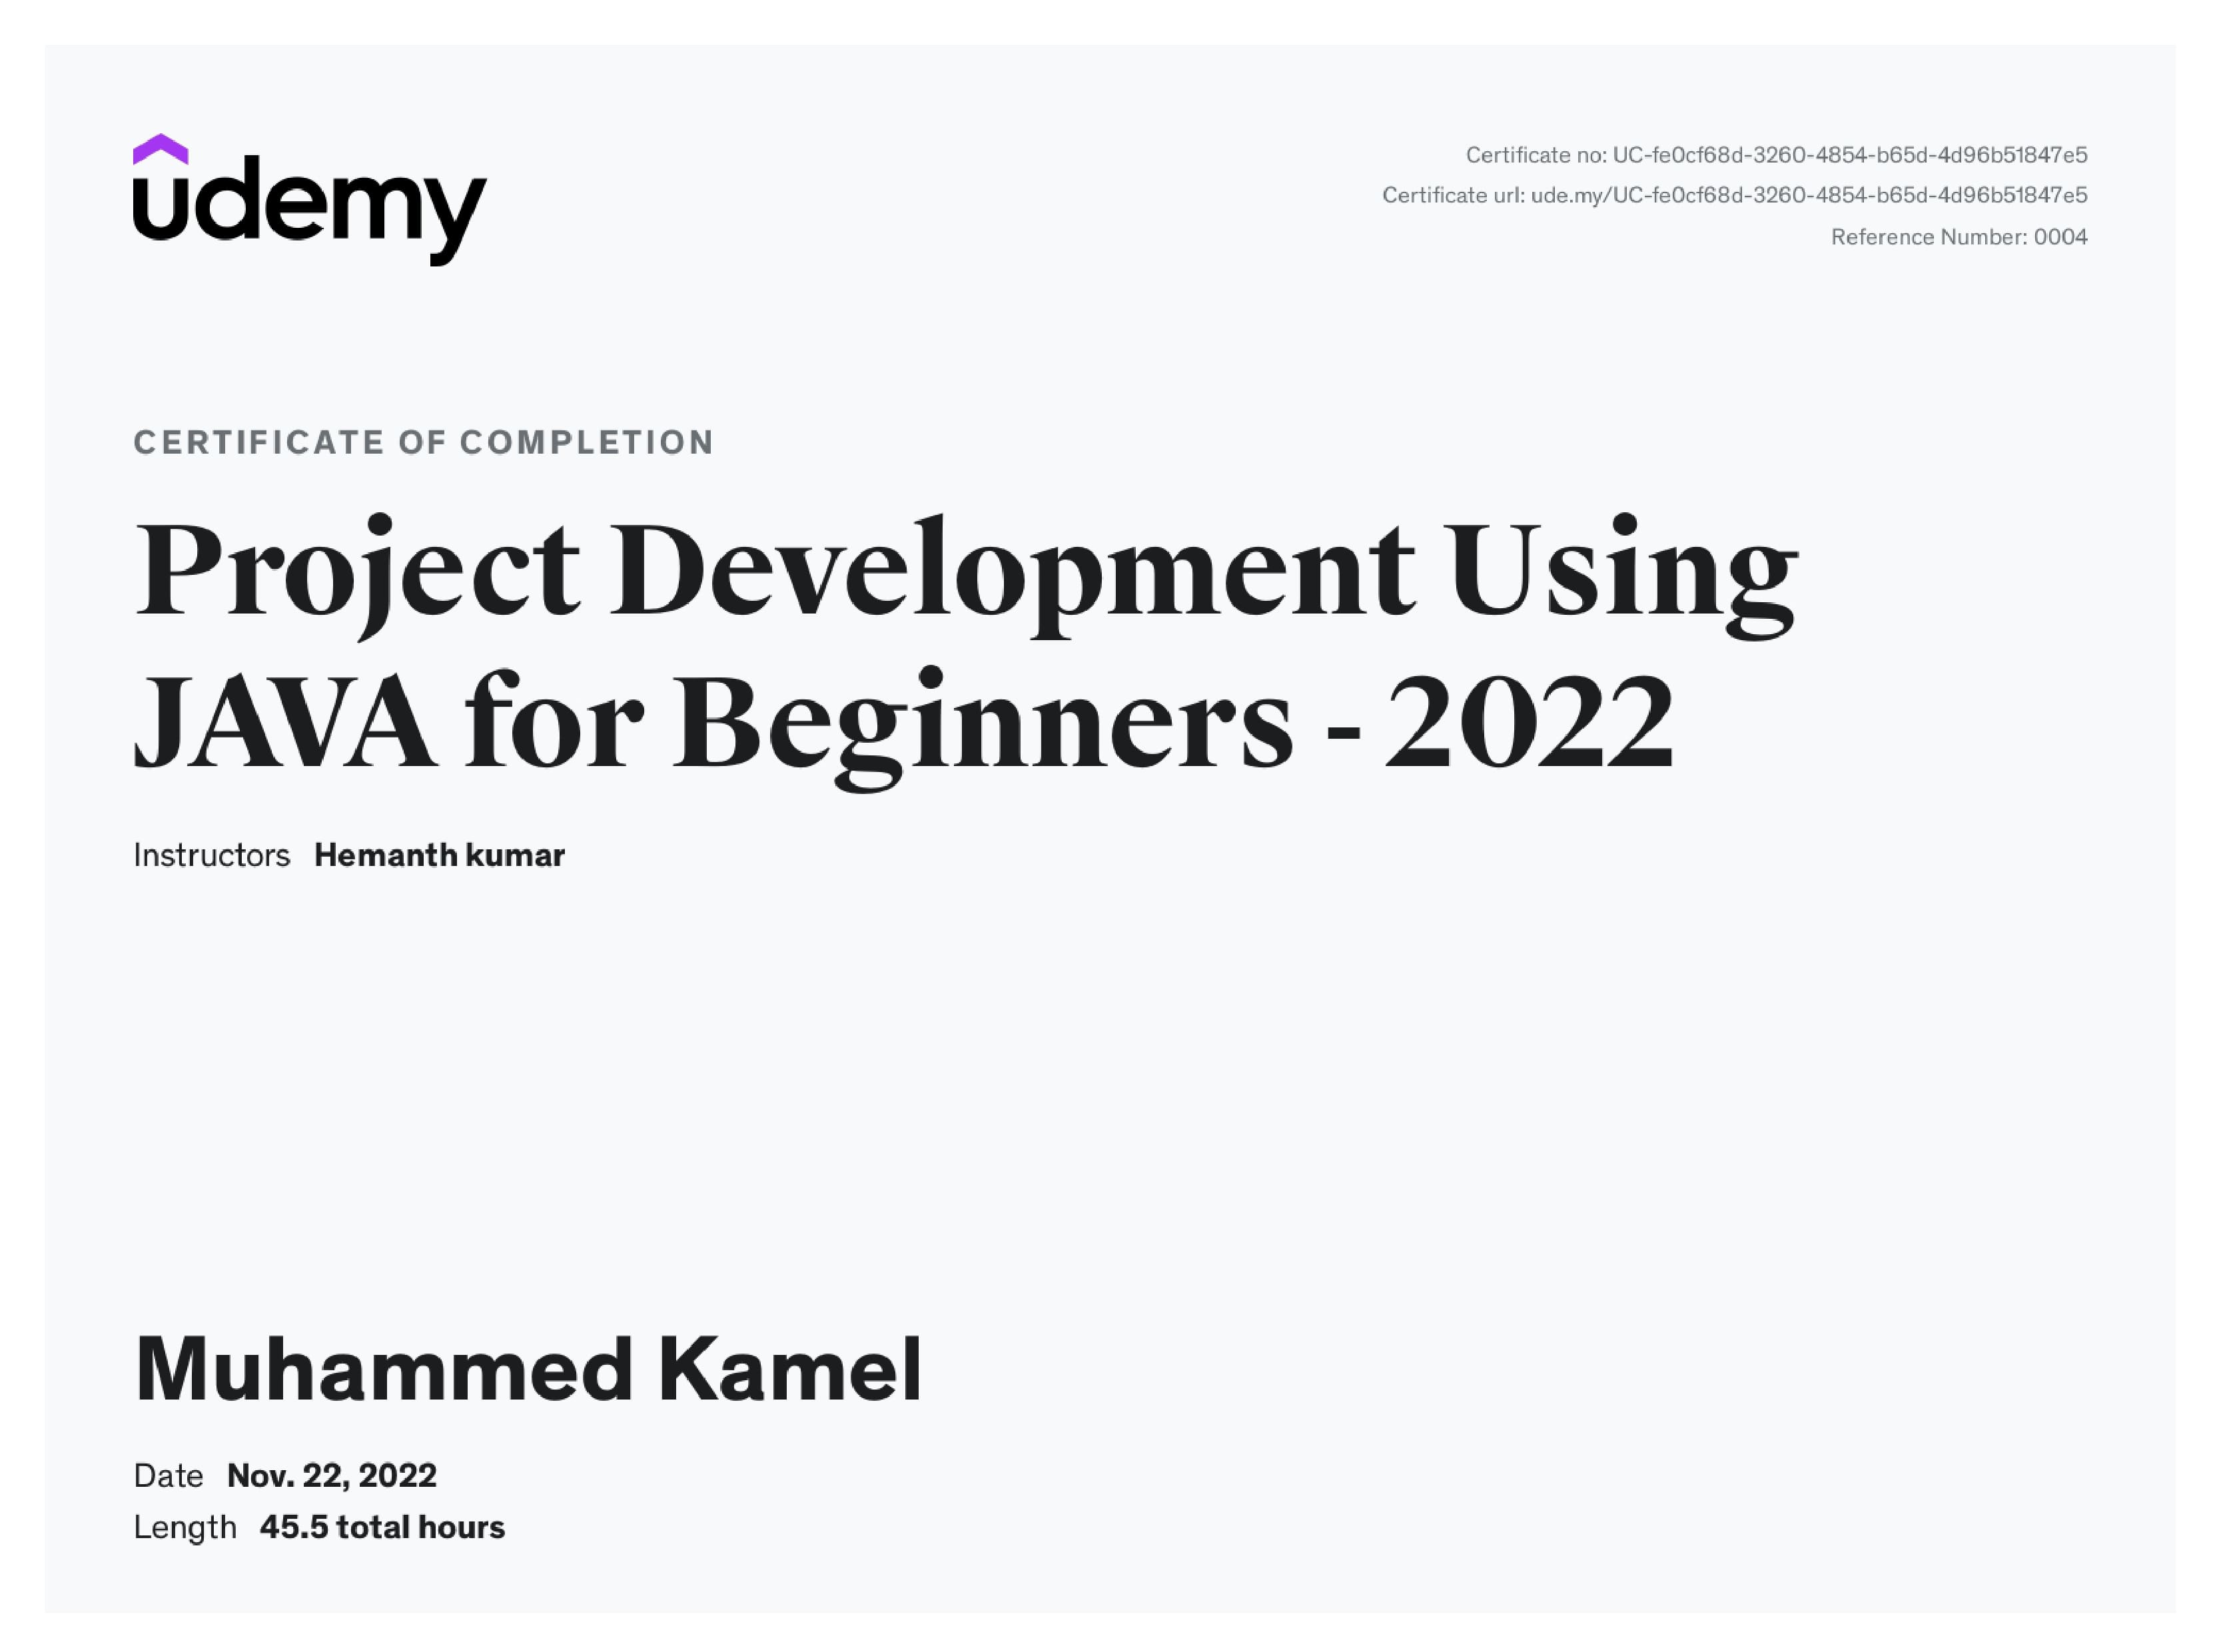 udemy
Certificate no: UC-fe0cf68d-3260-4854-b65d-4d96b51847e5
Certificate url: ude.my/UC-fe0cf68d-3260-4854-b65d-4d96b51847e5
Reference Number: 0004
CERTIFICATE OF COMPLETION
Project Development Using
JAVA for Beginners - 2022
Instructors Hemanth kumar
Muhammed Kamel
Date Nov. 22, 2022
Length 45.5 total hours